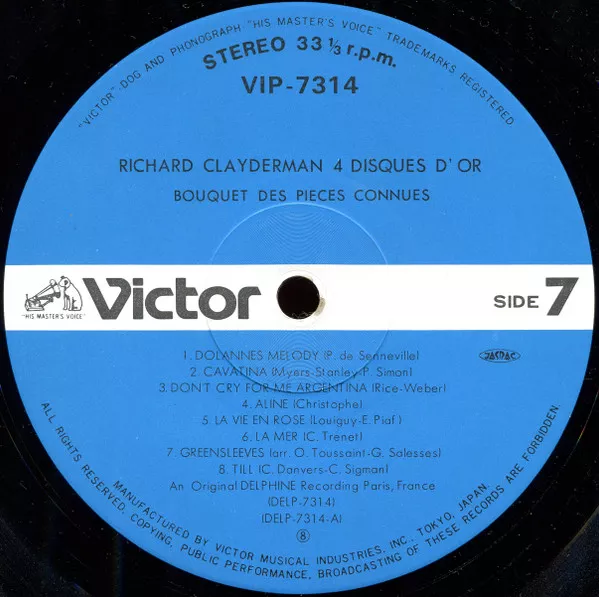 "VICTOR"-DOG AND PHONOGRAPH "HIS MASTER'S VOICE" TRADEMARKS REGISTERED.
STEREO 33 1/3 r.p.m.
VIP-7314
RICHARD CLAYDERMAN 4 DISQUES D'OR
BOUQUET DES PIECES CONNUES
"HIS MASTER'S VOICE"
Victor
SIDE 7
1. DOLANNES MELODY (P. de Senneville)
JASRAC
2. CAVATINA (Myers-Stanley-P. Simon)
3. DON'T CRY FOR ME ARGENTINA (Rice-Weber)
4. ALINE (Christophe)
5. LA VIE EN ROSE (Louiguy-E. Piaf)
6. LA MER (C. Trenet)
7. GREENSLEEVES (arr. O. Toussaint-G. Salesses)
8. TILL (C. Danvers-C. Sigman)
An Original DELPHINE Recording Paris, France
(DELP-7314)
(DELP-7314-A)
⑧
ALL RIGHTS RESERVED. COPYING, PUBLIC PERFORMANCE, BROADCASTING OF THESE RECORDS ARE FORBIDDEN.
MANUFACTURED BY VICTOR MUSICAL INDUSTRIES, INC., TOKYO, JAPAN.